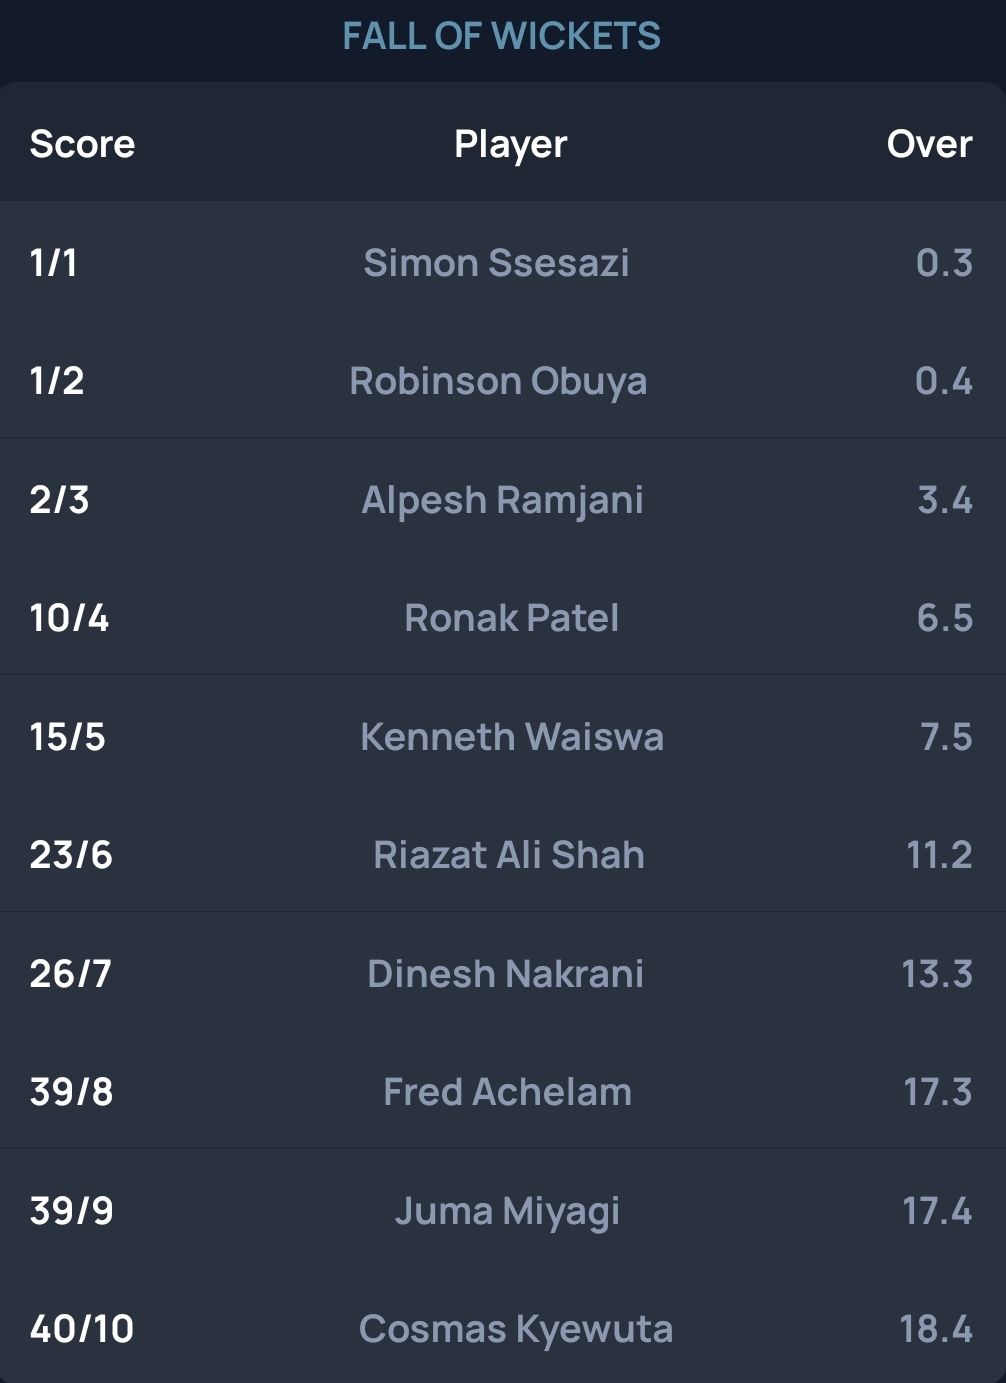 FALL OF WICKETS
Score Player Over
1/1 Simon Ssesazi 0.3
1/2 Robinson Obuya 0.4
2/3 Alpesh Ramjani 3.4
10/4 Ronak Patel 6.5
15/5 Kenneth Waiswa 7.5
23/6 Riazat Ali Shah 11.2
26/7 Dinesh Nakrani 13.3
39/8 Fred Achelam 17.3
39/9 Juma Miyagi 17.4
40/10 Cosmas Kyewuta 18.4